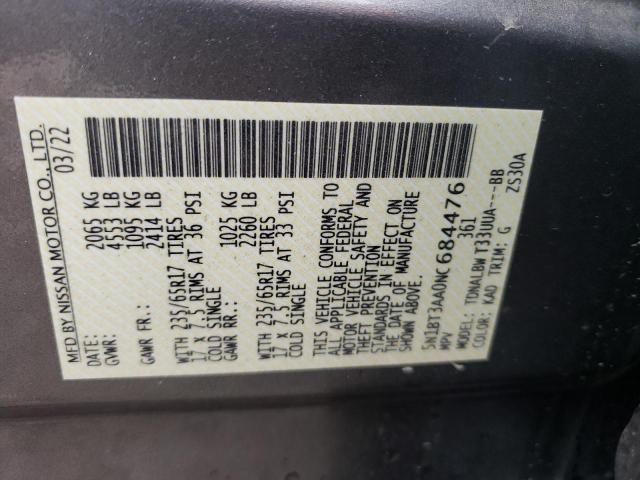 MFD BY NISSAN MOTOR CO., LTD.
DATE: 03/22
GVWR: 2065 KG
4553 LB
GAWR FR.: 1095 KG
2414 LB
WITH 235/65R17 TIRES
17 X 7.5 RIMS AT 36 PSI
COLD SINGLE
GAWR RR.: 1025 KG
2260 LB
WITH 235/65R17 TIRES
17 X 7.5 RIMS AT 33 PSI
COLD SINGLE
THIS VEHICLE CONFORMS TO
ALL APPLICABLE FEDERAL
MOTOR VEHICLE SAFETY AND
THEFT PREVENTION
STANDARDS IN EFFECT ON
THE DATE OF MANUFACTURE
SHOWN ABOVE.
5N1BT3AA0NC684476
MPV 361
MODEL: TDNALBW T33UUA---BB
COLOR: KAD TRIM: G ZS30A